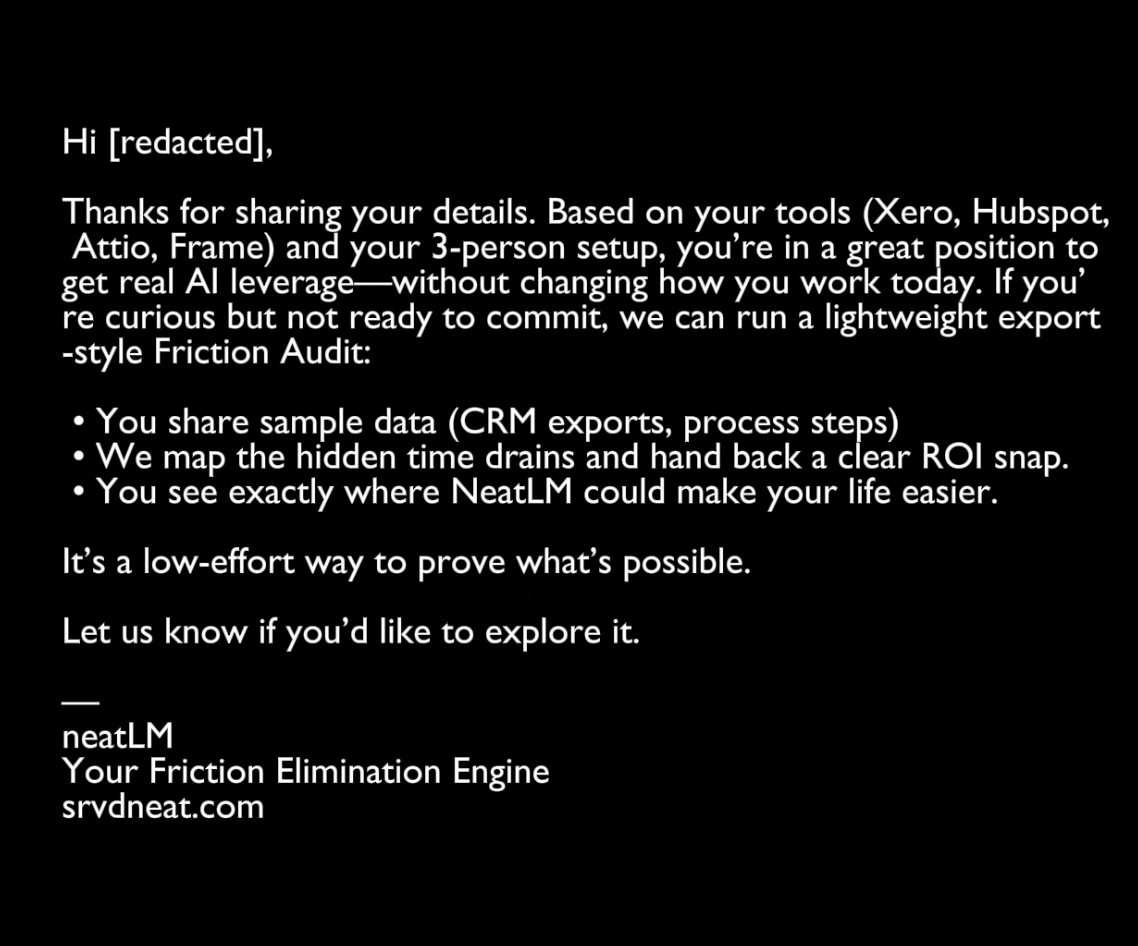 Hi [redacted],
Thanks for sharing your details. Based on your tools (Xero, Hubspot,
Attio, Frame) and your 3-person setup, you’re in a great position to
get real AI leverage—without changing how you work today. If you’
re curious but not ready to commit, we can run a lightweight export
-style Friction Audit:
• You share sample data (CRM exports, process steps)
• We map the hidden time drains and hand back a clear ROI snap.
• You see exactly where NeatLM could make your life easier.
It’s a low-effort way to prove what’s possible.
Let us know if you’d like to explore it.
—
neatLM
Your Friction Elimination Engine
srvdneat.com